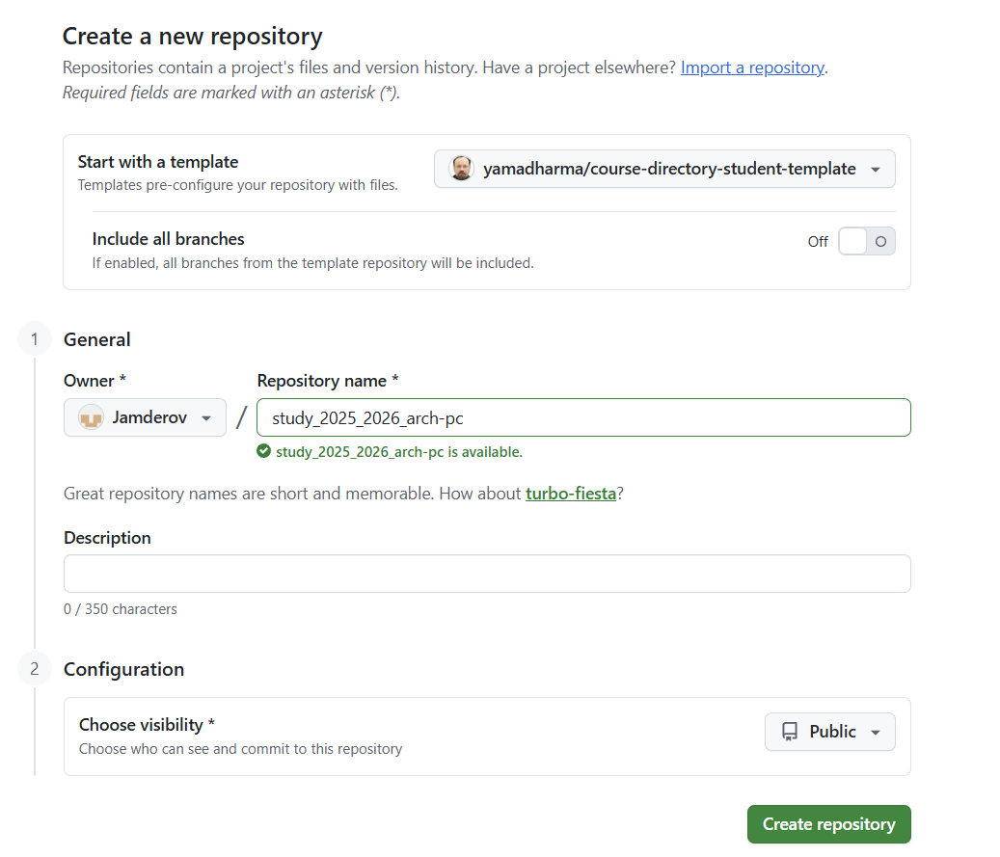 Create a new repository
Repositories contain a project's files and version history. Have a project elsewhere? Import a repository.
Required fields are marked with an asterisk (*).
Start with a template
Templates pre-configure your repository with files.
yamadharma/course-directory-student-template
Include all branches
If enabled, all branches from the template repository will be included.
Off
1
General
Owner *
Repository name *
Jamderov
/
study_2025_2026_arch-pc
study_2025_2026_arch-pc is available.
Great repository names are short and memorable. How about turbo-fiesta?
Description
0 / 350 characters
2
Configuration
Choose visibility *
Choose who can see and commit to this repository
Public
Create repository